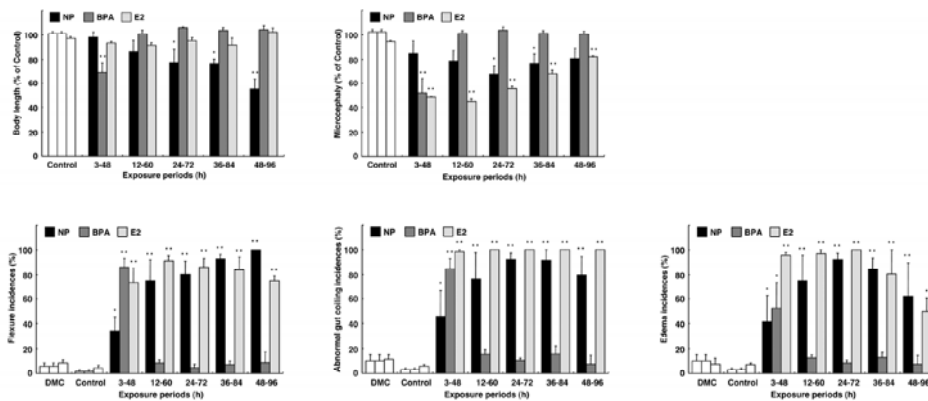 NP BPA E2
Body length (% of Control)
100
80
60
40
20
0
Control 3-48 12-60 24-72 36-84 48-96
Exposure periods (h)
NP BPA E2
Microcephaly (% of Control)
100
80
60
40
20
0
Control 3-48 12-60 24-72 36-84 48-96
Exposure periods (h)
NP BPA E2
Flexure incidences (%)
100
80
60
40
20
0
DMC Control 3-48 12-60 24-72 36-84 48-96
Exposure periods (h)
NP BPA E2
Abnormal gut coiling incidences (%)
100
80
60
40
20
0
DMC Control 3-48 12-60 24-72 36-84 48-96
Exposure periods (h)
NP BPA E2
Edema incidences (%)
100
80
60
40
20
0
DMC Control 3-48 12-60 24-72 36-84 48-96
Exposure periods (h)